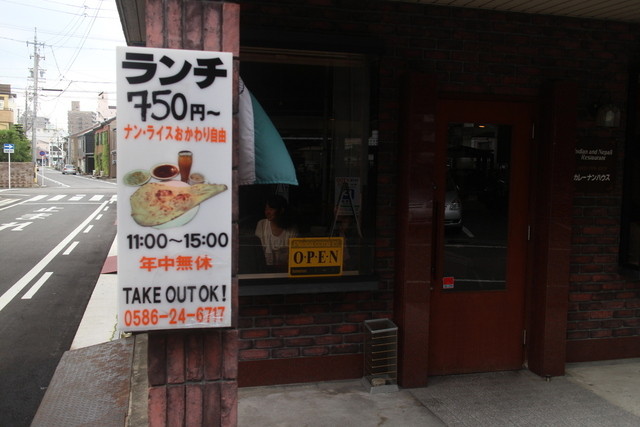 ランチ
750円～
ナン・ライスおかわり自由
11:00～15:00
年中無休
TAKE OUT OK!
0586-24-6717
O・P・E・N
Indian and Nepali
Restaurant
カレーナンハウス